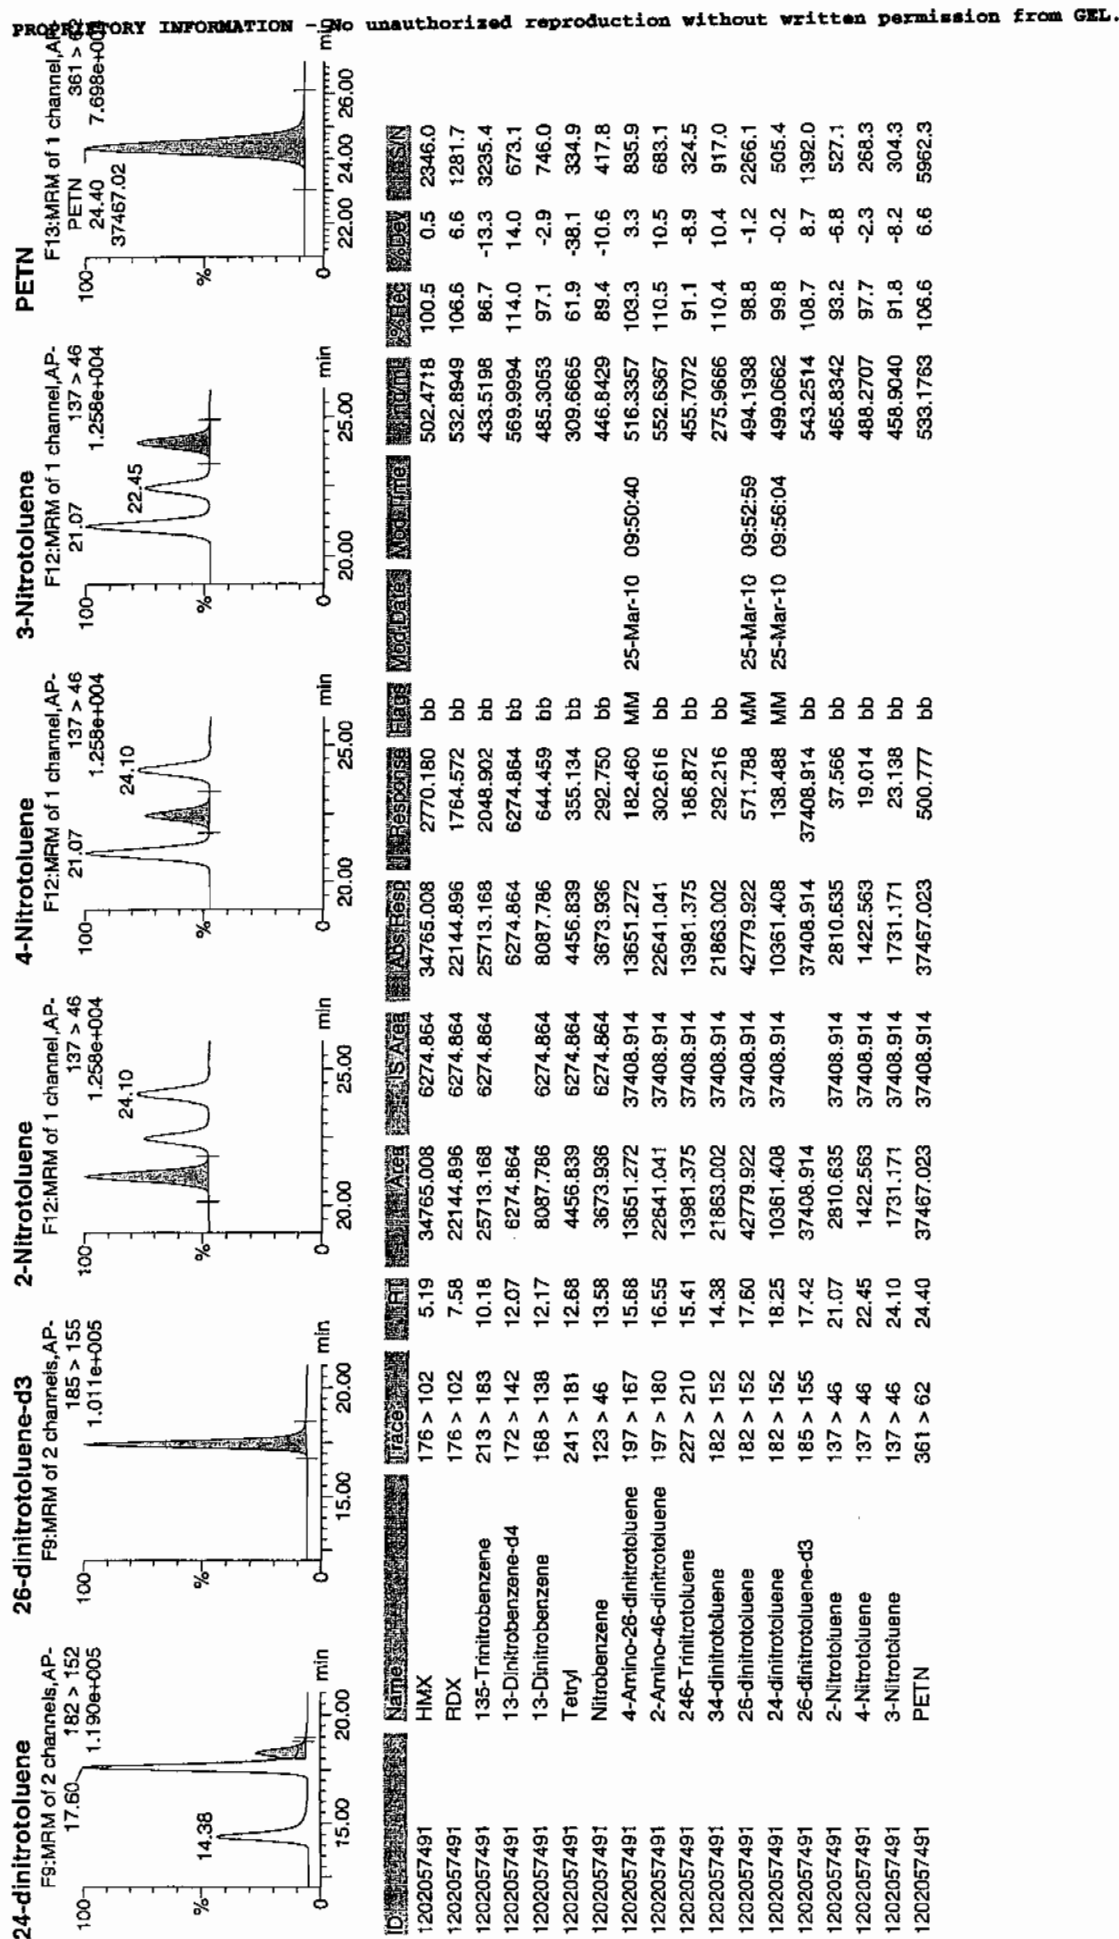 PROPRIETORY INFORMATION - No unauthorized reproduction without written permission from GEL.
24-dinitrotoluene
F9:MRM of 2 channels,AP-
182 > 152
1.190e+005
17.60
14.38
100
%
0
15.00 20.00 min
26-dinitrotoluene-d3
F9:MRM of 2 channels,AP-
185 > 155
1.011e+005
100
%
0
15.00 20.00 min
2-Nitrotoluene
F12:MRM of 1 channel,AP-
137 > 46
1.258e+004
24.10
100
%
0
20.00 25.00 min
4-Nitrotoluene
F12:MRM of 1 channel,AP-
137 > 46
1.258e+004
21.07
24.10
100
%
0
20.00 25.00 min
3-Nitrotoluene
F12:MRM of 1 channel,AP-
137 > 46
1.258e+004
21.07
22.45
100
%
0
20.00 25.00 min
PETN
F13:MRM of 1 channel,AP-
361 >
7.698e+00
PETN
24.40
37467.02
100
%
0
22.00 24.00 26.00 min
ID Name Trace RT Area IS Area Abs Resp Response Flags Mod Date Mod Time %Rec %Dev S/N
1202057491 HMX 176 > 102 5.19 34765.008 6274.864 34765.008 2770.180 bb 502.4718 100.5 0.5 2346.0
1202057491 RDX 176 > 102 7.58 22144.896 6274.864 22144.896 1764.572 bb 532.8949 106.6 6.6 1281.7
1202057491 135-Trinitrobenzene 213 > 183 10.18 25713.168 6274.864 25713.168 2048.902 bb 433.5198 86.7 -13.3 3235.4
1202057491 13-Dinitrobenzene-d4 172 > 142 12.07 6274.864 6274.864 6274.864 bb 569.9994 114.0 14.0 673.1
1202057491 13-Dinitrobenzene 168 > 138 12.17 8087.786 6274.864 8087.786 644.459 bb 485.3053 97.1 -2.9 746.0
1202057491 Tetryl 241 > 181 12.68 4456.839 6274.864 4456.839 355.134 bb 309.6665 61.9 -38.1 334.9
1202057491 Nitrobenzene 123 > 46 13.58 3673.936 6274.864 3673.936 292.750 bb 446.8429 89.4 -10.6 417.8
1202057491 4-Amino-26-dinitrotoluene 197 > 167 15.68 13651.272 37408.914 13651.272 182.460 MM 25-Mar-10 09:50:40 516.3357 103.3 3.3 835.9
1202057491 2-Amino-46-dinitrotoluene 197 > 180 16.55 22641.041 37408.914 22641.041 302.616 bb 552.6367 110.5 10.5 683.1
1202057491 246-Trinitrotoluene 227 > 210 15.41 13981.375 37408.914 13981.375 186.872 bb 455.7072 91.1 -8.9 324.5
1202057491 34-dinitrotoluene 182 > 152 14.38 21863.002 37408.914 21863.002 292.216 bb 275.9666 110.4 10.4 917.0
1202057491 26-dinitrotoluene 182 > 152 17.60 42779.922 37408.914 42779.922 571.788 MM 25-Mar-10 09:52:59 494.1938 98.8 -1.2 2266.1
1202057491 24-dinitrotoluene 182 > 152 18.25 10361.408 37408.914 10361.408 138.488 MM 25-Mar-10 09:56:04 499.0662 99.8 -0.2 505.4
1202057491 26-dinitrotoluene-d3 185 > 155 17.42 37408.914 37408.914 37408.914 bb 543.2514 108.7 8.7 1392.0
1202057491 2-Nitrotoluene 137 > 46 21.07 2810.635 37408.914 2810.635 37.566 bb 465.8342 93.2 -6.8 527.1
1202057491 4-Nitrotoluene 137 > 46 22.45 1422.563 37408.914 1422.563 19.014 bb 488.2707 97.7 -2.3 268.3
1202057491 3-Nitrotoluene 137 > 46 24.10 1731.171 37408.914 1731.171 23.138 bb 458.9040 91.8 -8.2 304.3
1202057491 PETN 361 > 62 24.40 37467.023 37408.914 37467.023 500.777 bb 533.1763 106.6 6.6 5962.3